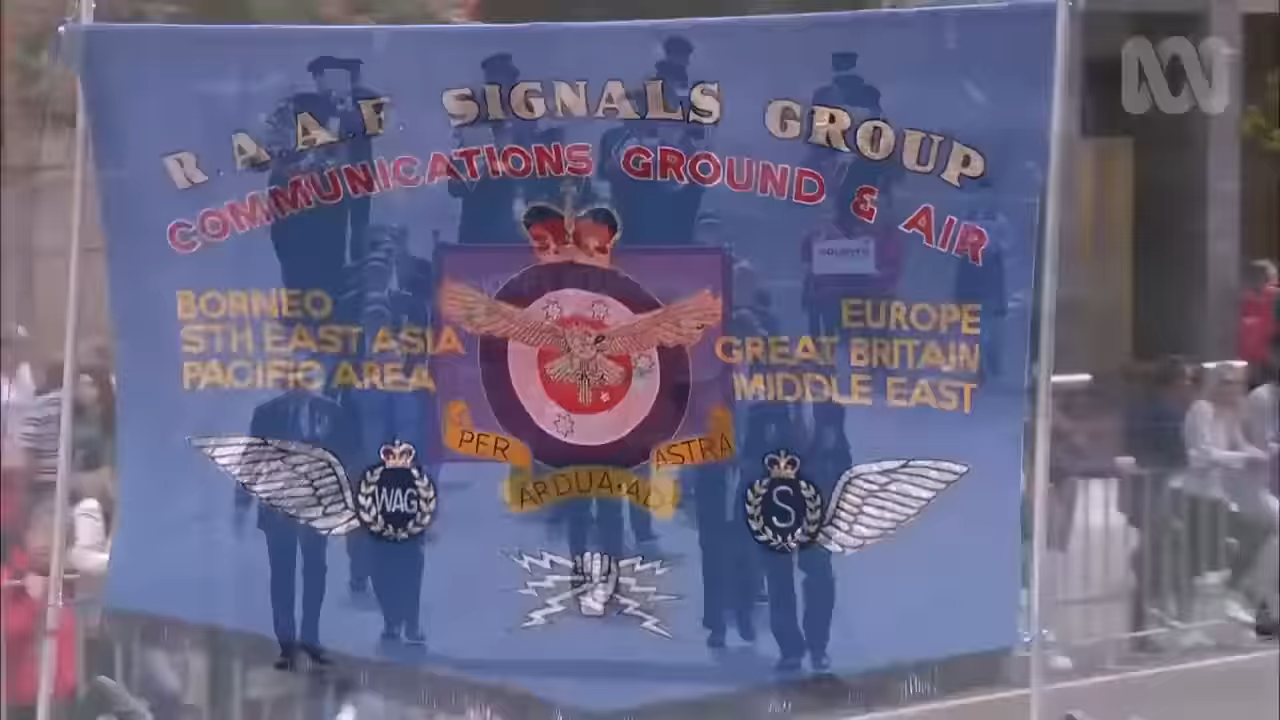 R.A.A.F. SIGNALS GROUP
COMMUNICATIONS GROUND & AIR
BORNEO
STH EAST ASIA
PACIFIC AREA
EUROPE
GREAT BRITAIN
MIDDLE EAST
PER ARDUA·AD ASTRA
WAG
S